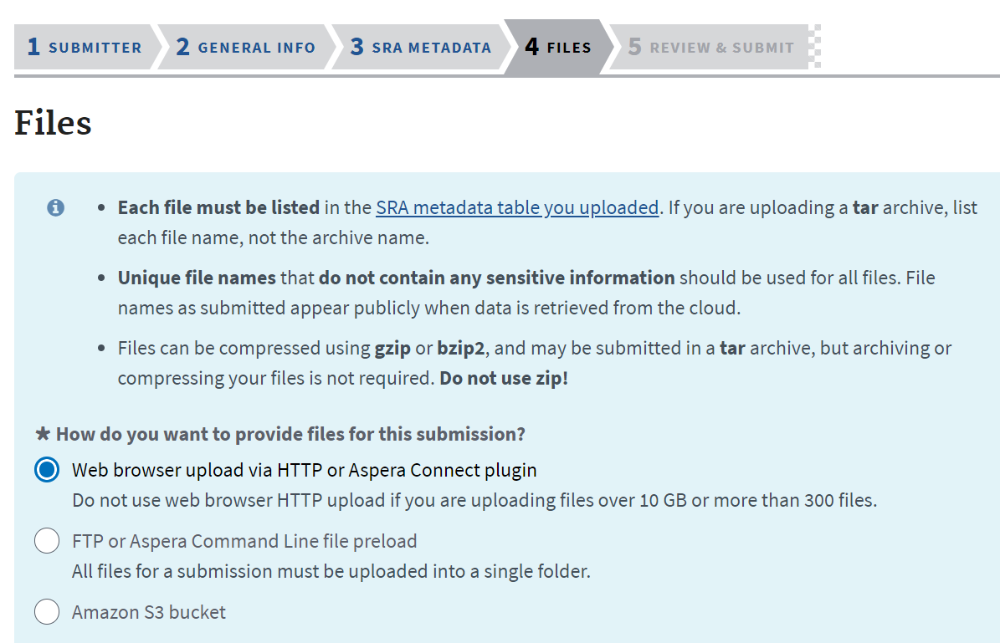 1 SUBMITTER 2 GENERAL INFO 3 SRA METADATA 4 FILES 5 REVIEW & SUBMIT
Files
• Each file must be listed in the SRA metadata table you uploaded. If you are uploading a tar archive, list
each file name, not the archive name.
• Unique file names that do not contain any sensitive information should be used for all files. File
names as submitted appear publicly when data is retrieved from the cloud.
• Files can be compressed using gzip or bzip2, and may be submitted in a tar archive, but archiving or
compressing your files is not required. Do not use zip!
★ How do you want to provide files for this submission?
Web browser upload via HTTP or Aspera Connect plugin
Do not use web browser HTTP upload if you are uploading files over 10 GB or more than 300 files.
FTP or Aspera Command Line file preload
All files for a submission must be uploaded into a single folder.
Amazon S3 bucket